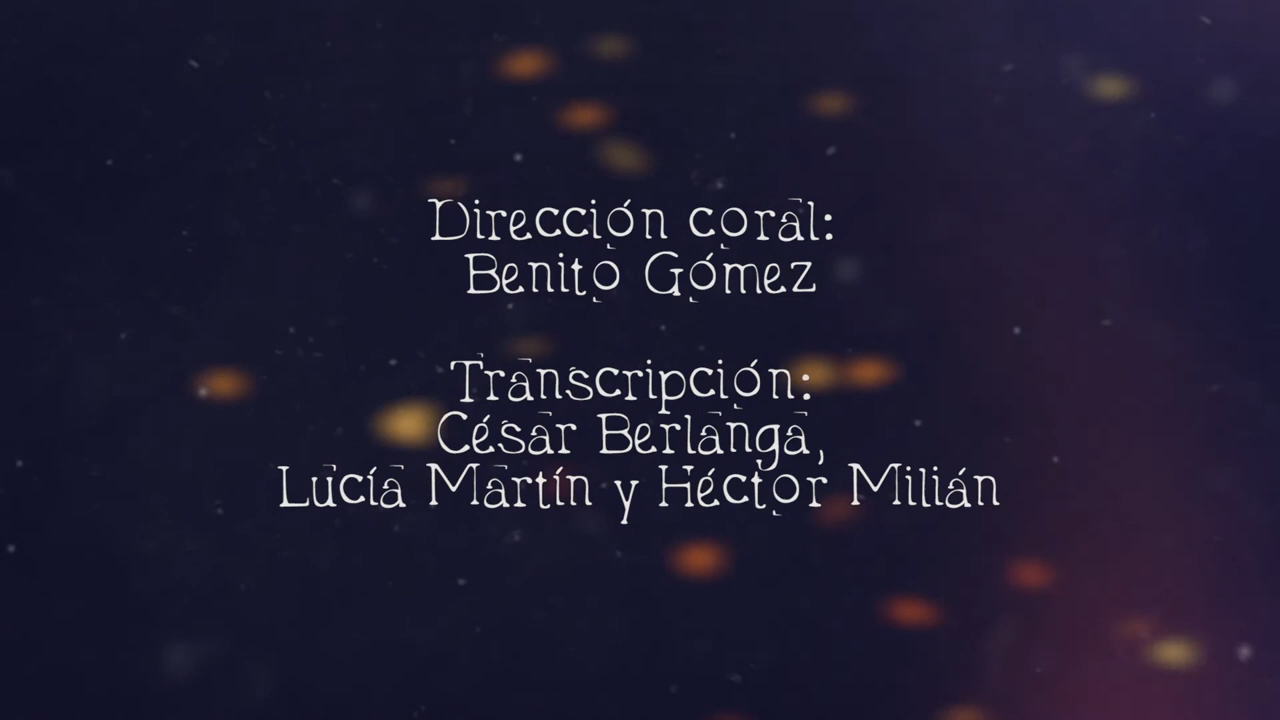 Dirección coral:
Benito Gómez
Transcripción:
César Berlanga,
Lucía Martín y Héctor Milián